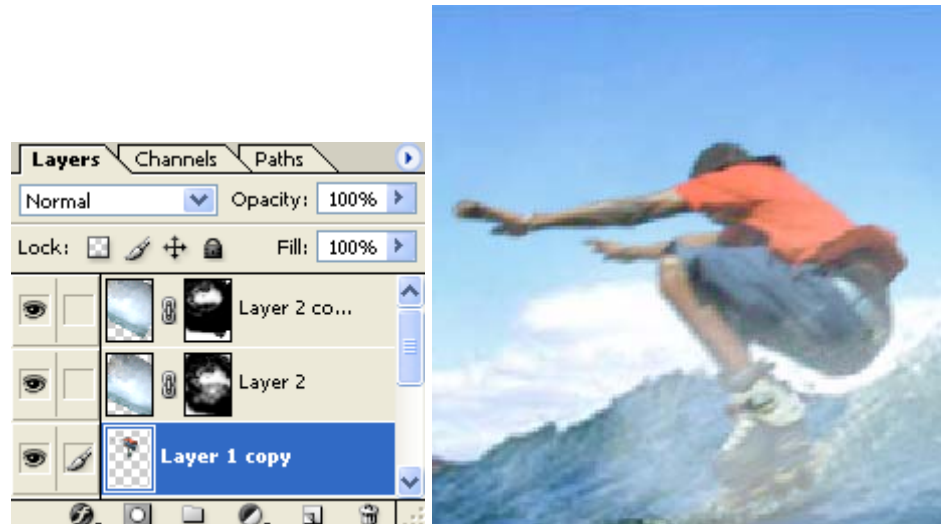 Layers Channels Paths
Normal Opacity: 100%
Lock: Fill: 100%
Layer 2 co...
Layer 2
Layer 1 copy